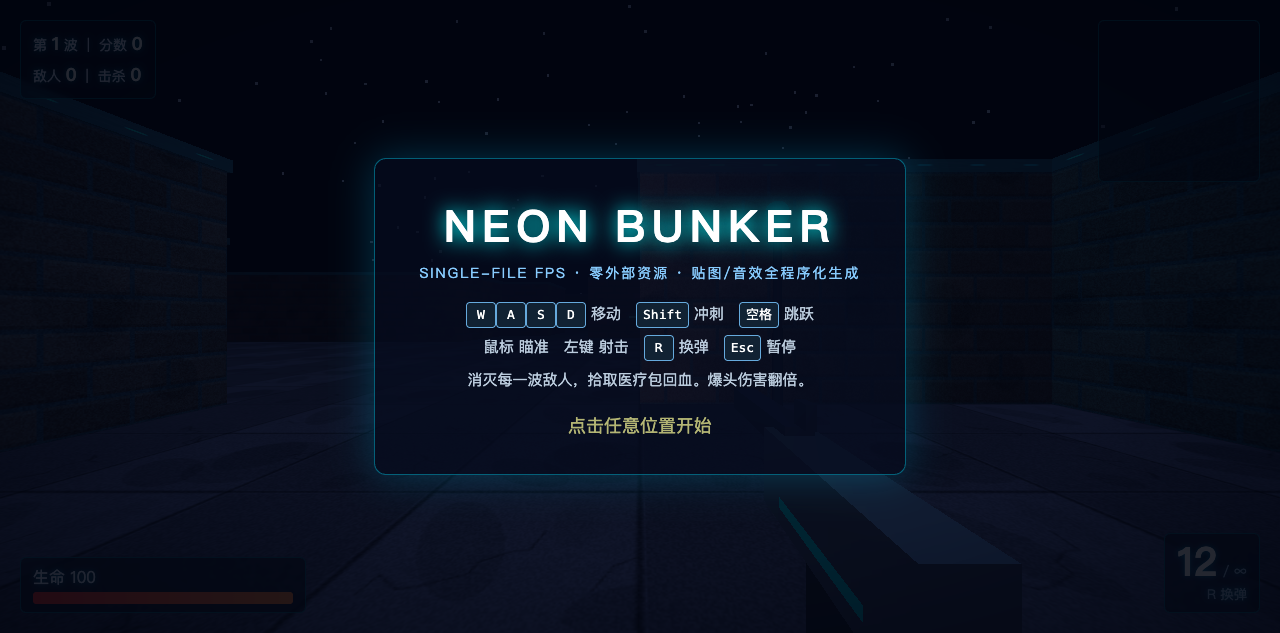 第 1 波 | 分数 0
敌人 0 | 击杀 0
NEON BUNKER
SINGLE-FILE FPS · 零外部资源 · 贴图/音效全程序化生成
W A S D 移动 Shift 冲刺 空格 跳跃
鼠标 瞄准 左键 射击 R 换弹 Esc 暂停
消灭每一波敌人，拾取医疗包回血。爆头伤害翻倍。
点击任意位置开始
生命 100
12 / ∞
R 换弹